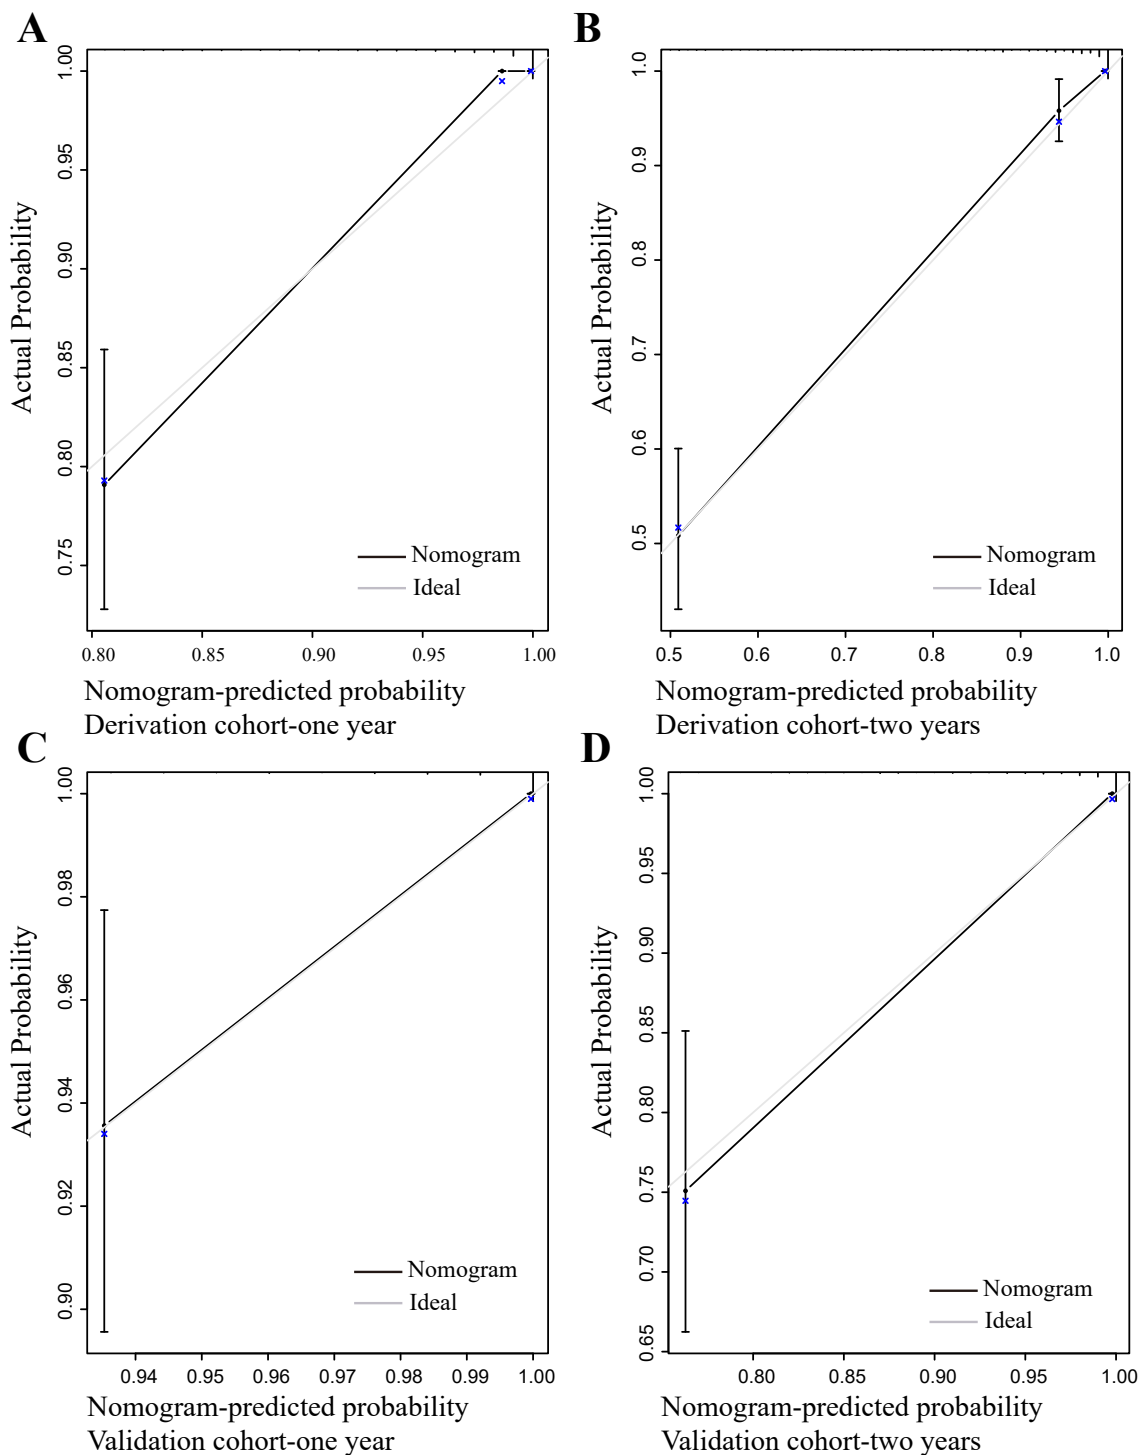 A
1.00
0.95
0.90
0.85
0.80
0.75
Actual Probability
Nomogram
Ideal
0.80 0.85 0.90 0.95 1.00
Nomogram-predicted probability
Derivation cohort-one year
B
1.0
0.9
0.8
0.7
0.6
0.5
Actual Probability
Nomogram
Ideal
0.5 0.6 0.7 0.8 0.9 1.0
Nomogram-predicted probability
Derivation cohort-two years
C
1.00
0.98
0.96
0.94
0.92
0.90
Actual Probability
Nomogram
Ideal
0.94 0.95 0.96 0.97 0.98 0.99 1.00
Nomogram-predicted probability
Validation cohort-one year
D
1.00
0.95
0.90
0.85
0.80
0.75
0.70
0.65
Actual Probability
Nomogram
Ideal
0.80 0.85 0.90 0.95 1.00
Nomogram-predicted probability
Validation cohort-two years